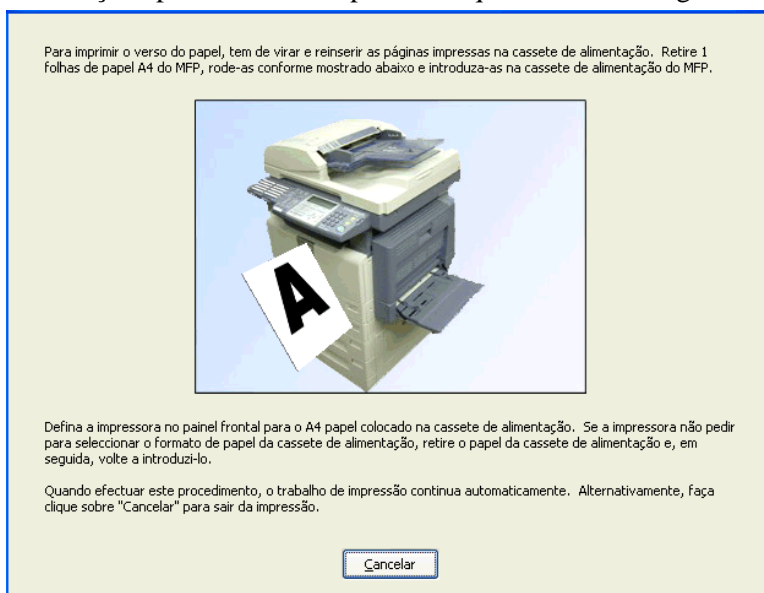 Para imprimir o verso do papel, tem de virar e reinserir as páginas impressas na cassete de alimentação. Retire 1
folhas de papel A4 do MFP, rode-as conforme mostrado abaixo e introduza-as na cassete de alimentação do MFP.
A
Defina a impressora no painel frontal para o A4 papel colocado na cassete de alimentação. Se a impressora não pedir
para seleccionar o formato de papel da cassete de alimentação, retire o papel da cassete de alimentação e, em
seguida, volte a introduzi-lo.
Quando efectuar este procedimento, o trabalho de impressão continua automaticamente. Alternativamente, faça
clique sobre "Cancelar" para sair da impressão.
Cancelar